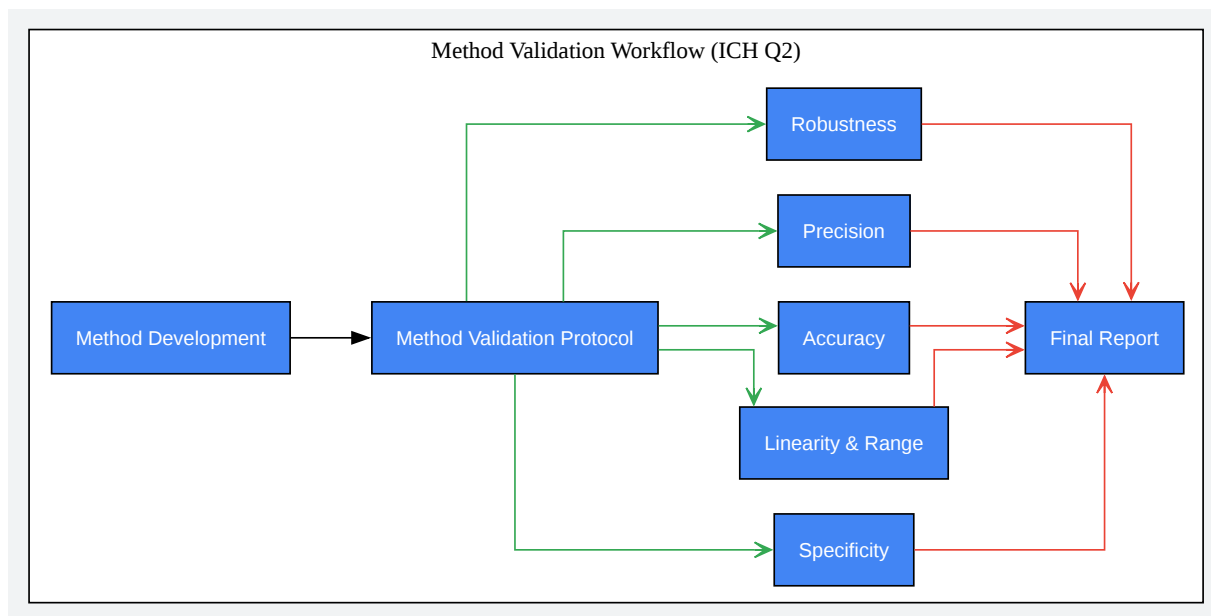 Method Validation Workflow (ICH Q2)
Robustness
Precision
Method Development
Method Validation Protocol
Accuracy
Final Report
Linearity & Range
Specificity